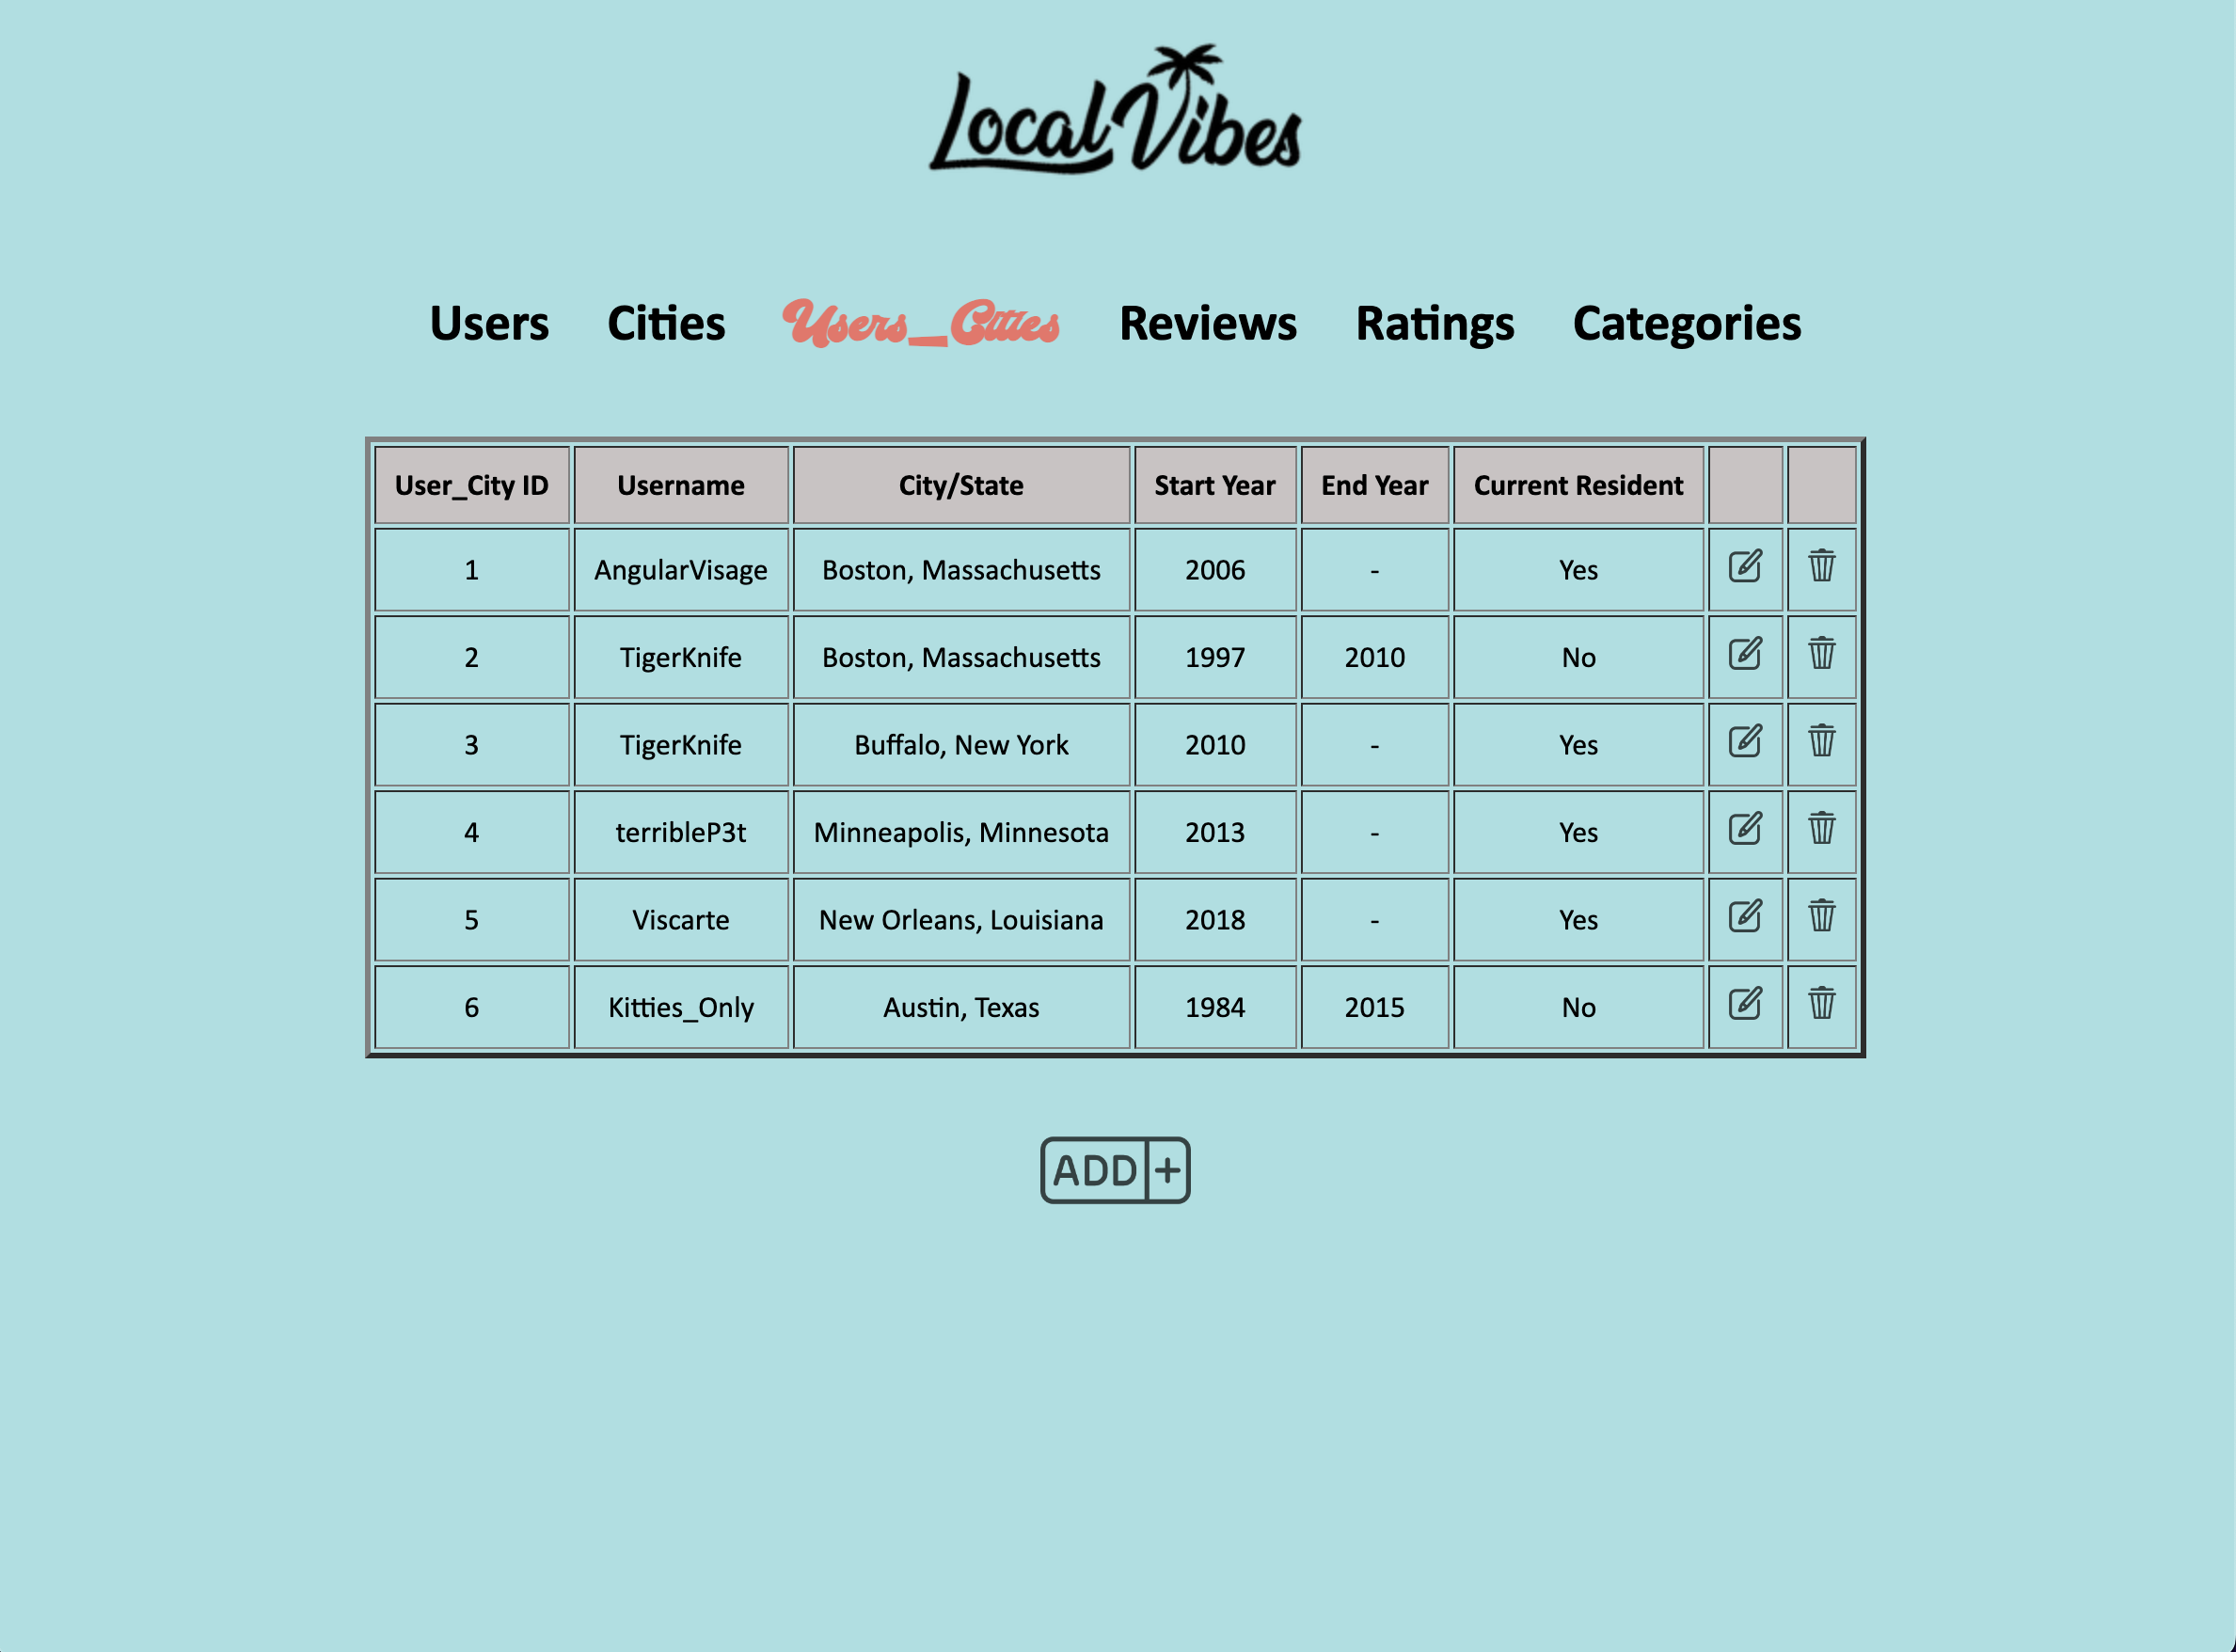 Local Vibes
Users Cities Users_Cities Reviews Ratings Categories
User_City ID Username City/State Start Year End Year Current Resident
1 AngularVisage Boston, Massachusetts 2006 - Yes
2 TigerKnife Boston, Massachusetts 1997 2010 No
3 TigerKnife Buffalo, New York 2010 - Yes
4 terribleP3t Minneapolis, Minnesota 2013 - Yes
5 Viscarte New Orleans, Louisiana 2018 - Yes
6 Kitties_Only Austin, Texas 1984 2015 No
ADD +